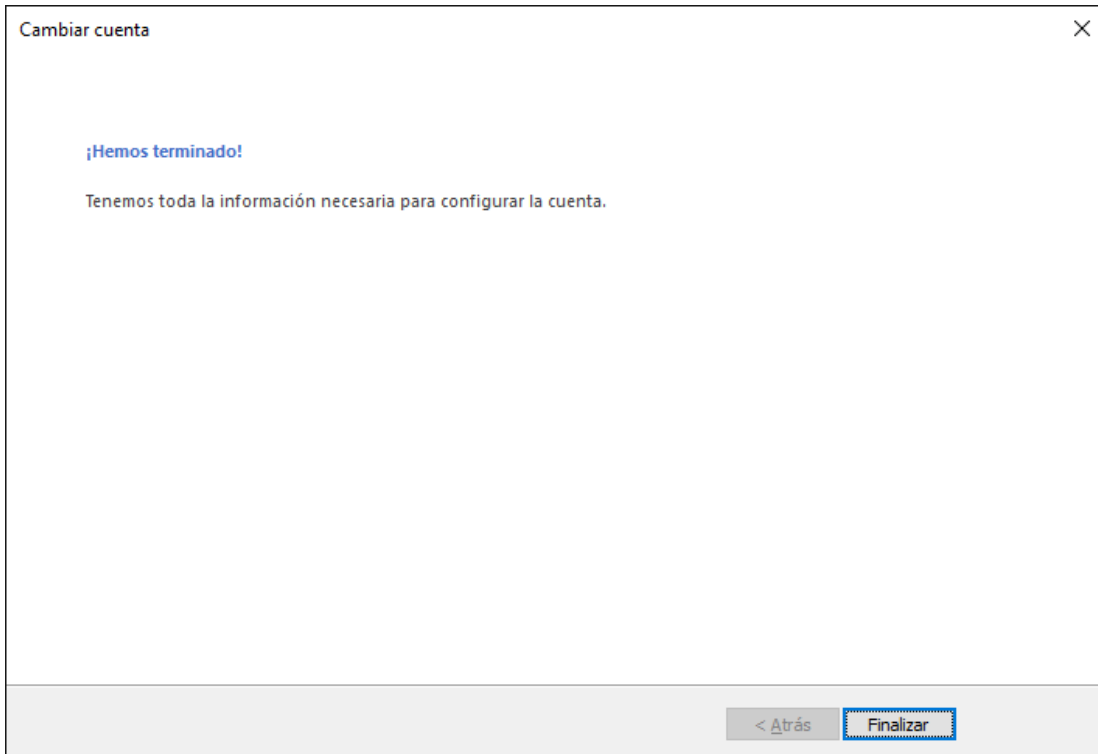 Cambiar cuenta
¡Hemos terminado!
Tenemos toda la información necesaria para configurar la cuenta.
< Atrás
Finalizar